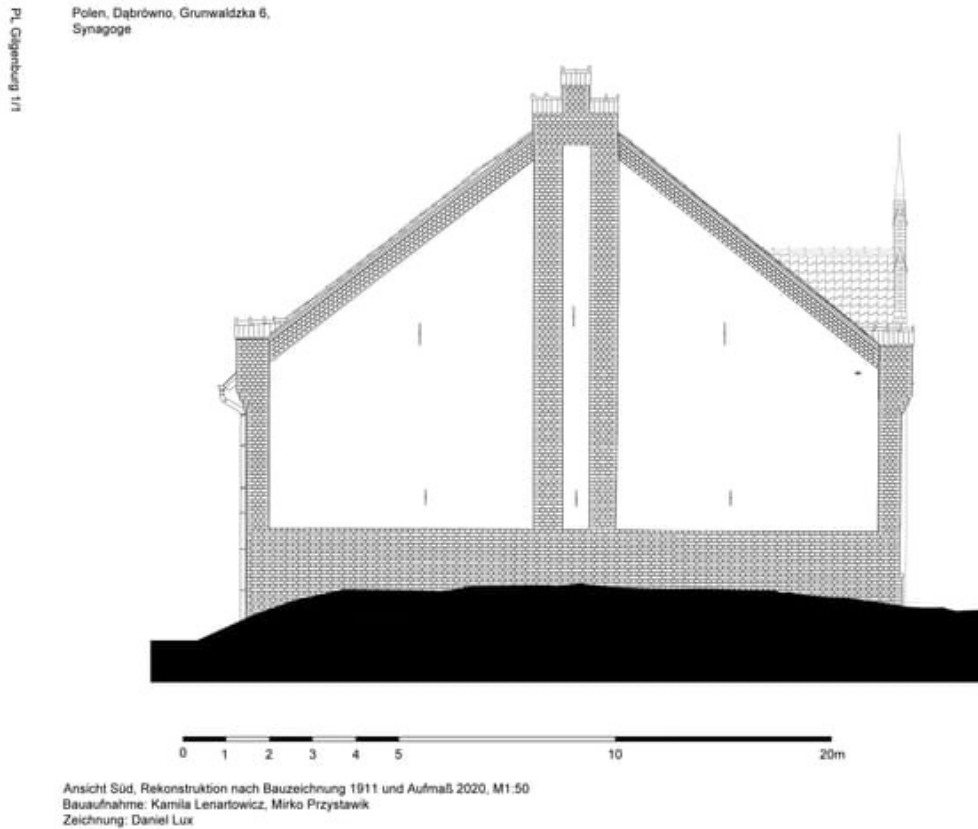 Polen, Dąbrówno, Grunwaldzka 6,
Synagoge
PL Gilgenburg 1/1
0 1 2 3 4 5 10 20m
Ansicht Süd, Rekonstruktion nach Bauzeichnung 1911 und Aufmaß 2020, M1:50
Bauaufnahme: Kamila Lenartowicz, Mirko Przystawik
Zeichnung: Daniel Lux